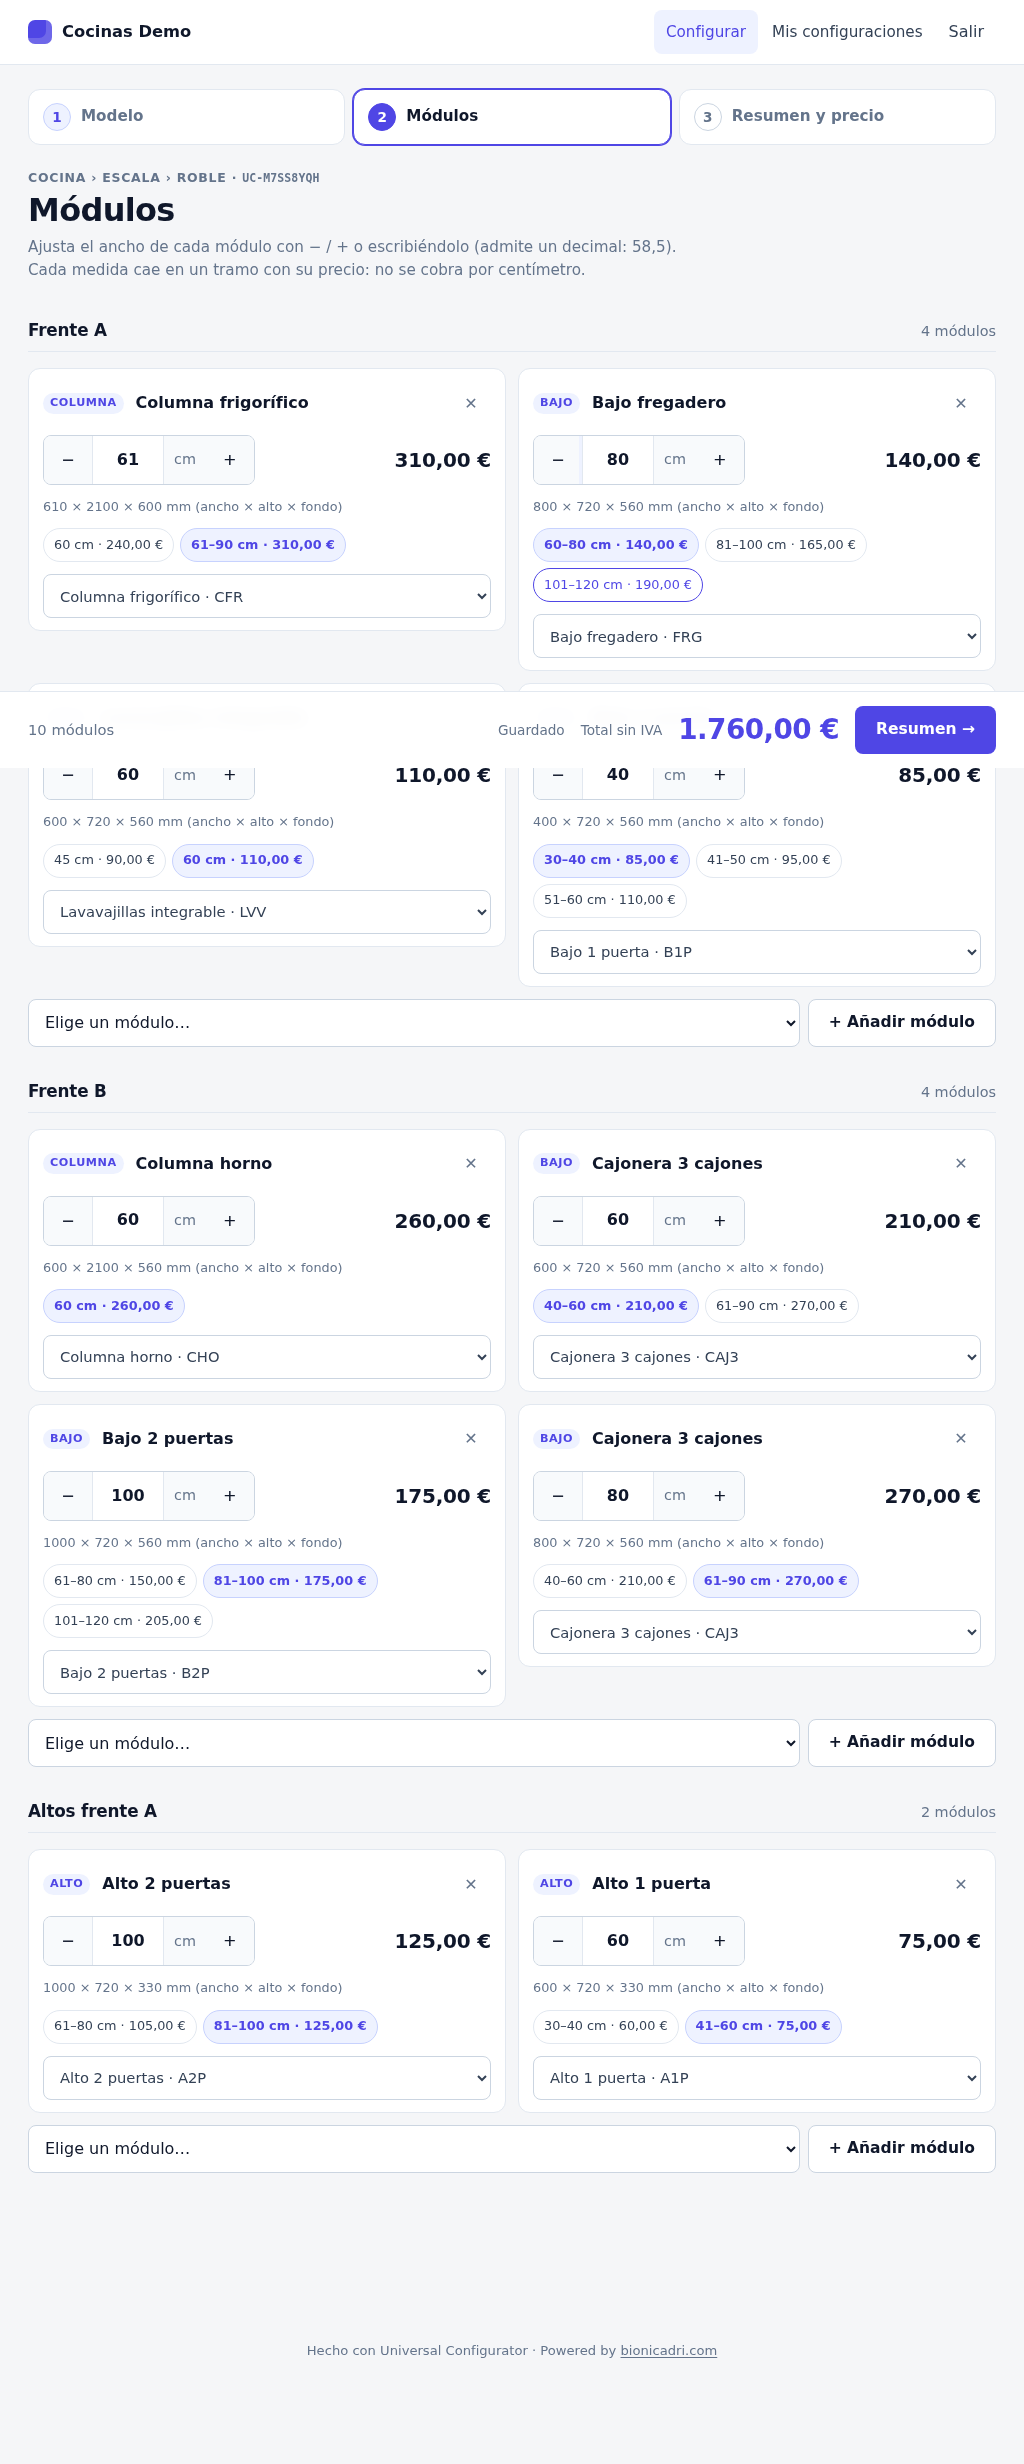 Cocinas Demo
Configurar
Mis configuraciones
Salir
1 Modelo
2 Módulos
3 Resumen y precio
COCINA › ESCALA › ROBLE · UC-M7SS8YQH
Módulos
Ajusta el ancho de cada módulo con − / + o escribiéndolo (admite un decimal: 58,5).
Cada medida cae en un tramo con su precio: no se cobra por centímetro.
Frente A
4 módulos
COLUMNA Columna frigorífico ×
− 61 cm + 310,00 €
610 × 2100 × 600 mm (ancho × alto × fondo)
60 cm · 240,00 € 61–90 cm · 310,00 €
Columna frigorífico · CFR
BAJO Bajo fregadero ×
− 80 cm + 140,00 €
800 × 720 × 560 mm (ancho × alto × fondo)
60–80 cm · 140,00 € 81–100 cm · 165,00 €
101–120 cm · 190,00 €
Bajo fregadero · FRG
10 módulos
Guardado Total sin IVA 1.760,00 € Resumen →
− 60 cm + 110,00 €
600 × 720 × 560 mm (ancho × alto × fondo)
45 cm · 90,00 € 60 cm · 110,00 €
Lavavajillas integrable · LVV
− 40 cm + 85,00 €
400 × 720 × 560 mm (ancho × alto × fondo)
30–40 cm · 85,00 € 41–50 cm · 95,00 €
51–60 cm · 110,00 €
Bajo 1 puerta · B1P
Elige un módulo...
+ Añadir módulo
Frente B
4 módulos
COLUMNA Columna horno ×
− 60 cm + 260,00 €
600 × 2100 × 560 mm (ancho × alto × fondo)
60 cm · 260,00 €
Columna horno · CHO
BAJO Cajonera 3 cajones ×
− 60 cm + 210,00 €
600 × 720 × 560 mm (ancho × alto × fondo)
40–60 cm · 210,00 € 61–90 cm · 270,00 €
Cajonera 3 cajones · CAJ3
BAJO Bajo 2 puertas ×
− 100 cm + 175,00 €
1000 × 720 × 560 mm (ancho × alto × fondo)
61–80 cm · 150,00 € 81–100 cm · 175,00 €
101–120 cm · 205,00 €
Bajo 2 puertas · B2P
BAJO Cajonera 3 cajones ×
− 80 cm + 270,00 €
800 × 720 × 560 mm (ancho × alto × fondo)
40–60 cm · 210,00 € 61–90 cm · 270,00 €
Cajonera 3 cajones · CAJ3
Elige un módulo...
+ Añadir módulo
Altos frente A
2 módulos
ALTO Alto 2 puertas ×
− 100 cm + 125,00 €
1000 × 720 × 330 mm (ancho × alto × fondo)
61–80 cm · 105,00 € 81–100 cm · 125,00 €
Alto 2 puertas · A2P
ALTO Alto 1 puerta ×
− 60 cm + 75,00 €
600 × 720 × 330 mm (ancho × alto × fondo)
30–40 cm · 60,00 € 41–60 cm · 75,00 €
Alto 1 puerta · A1P
Elige un módulo...
+ Añadir módulo
Hecho con Universal Configurator · Powered by bionicadri.com